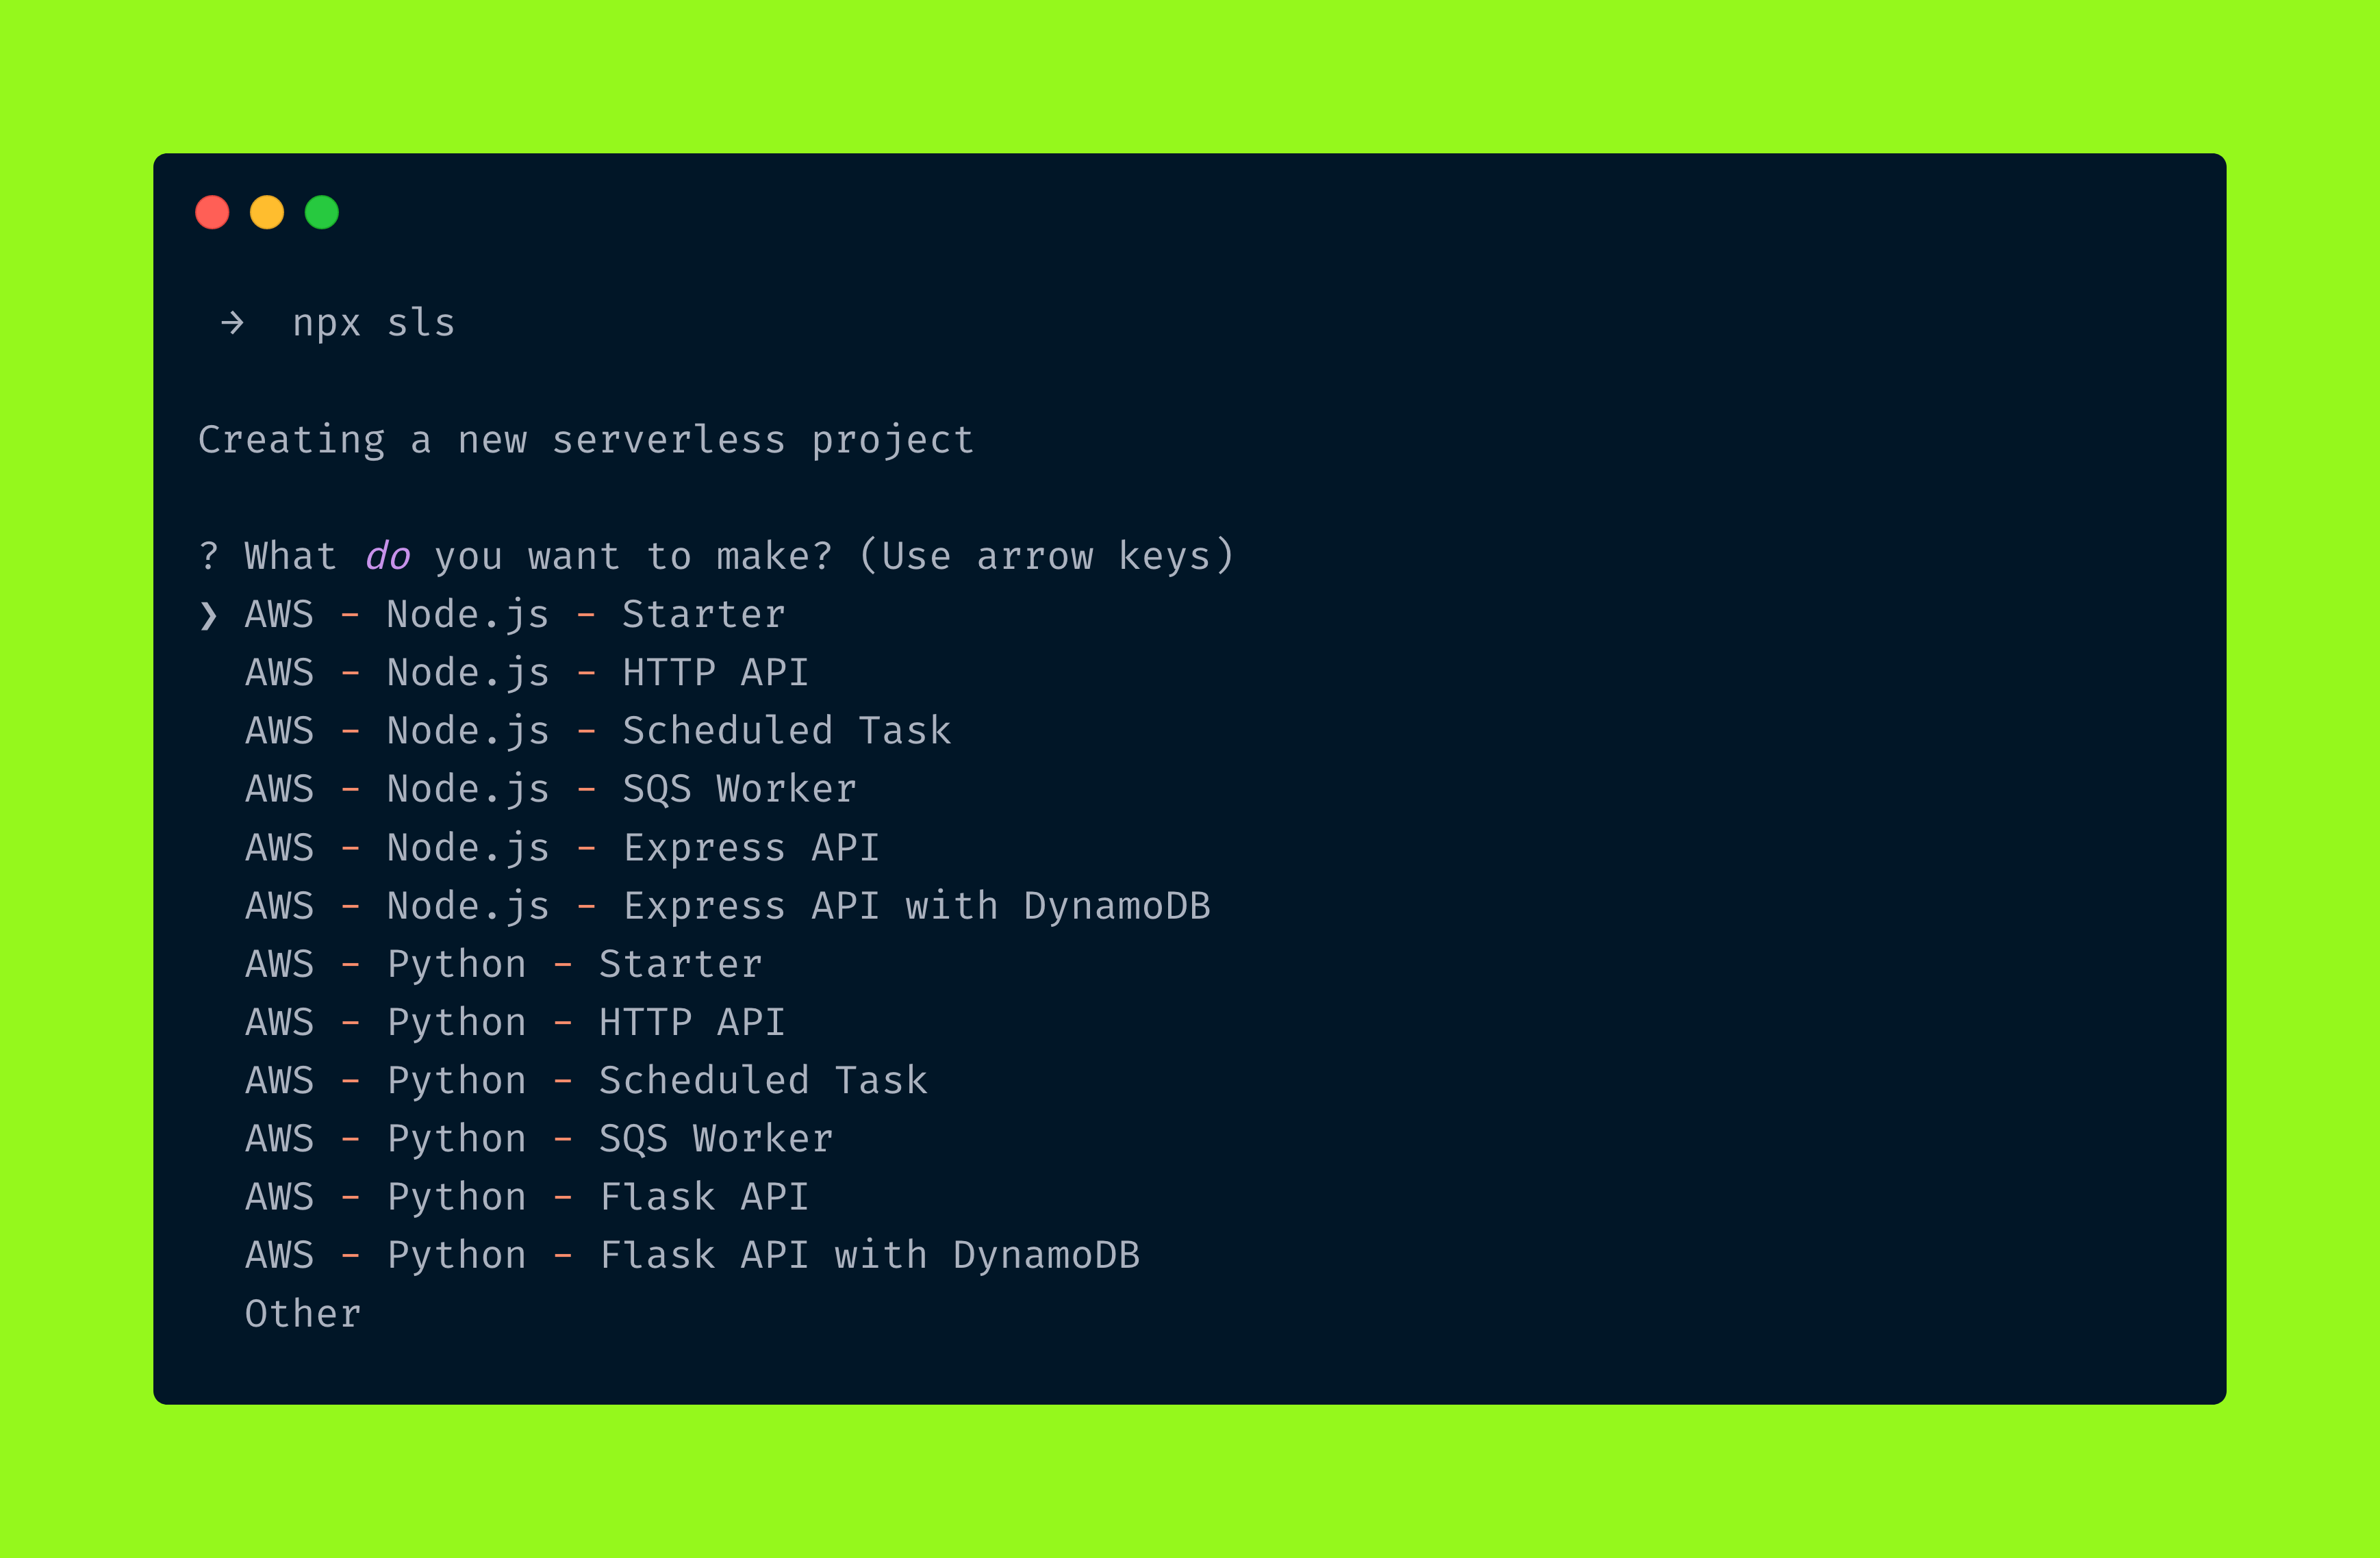 →  npx sls
Creating a new serverless project
? What do you want to make? (Use arrow keys)
❯ AWS - Node.js - Starter
AWS - Node.js - HTTP API
AWS - Node.js - Scheduled Task
AWS - Node.js - SQS Worker
AWS - Node.js - Express API
AWS - Node.js - Express API with DynamoDB
AWS - Python - Starter
AWS - Python - HTTP API
AWS - Python - Scheduled Task
AWS - Python - SQS Worker
AWS - Python - Flask API
AWS - Python - Flask API with DynamoDB
Other